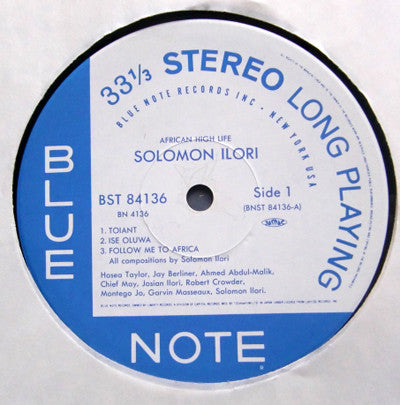 33 1/3 STEREO LONG PLAYING
BLUE NOTE RECORDS INC. · NEW YORK USA
AFRICAN HIGH LIFE
SOLOMON ILORI
BST 84136
BN 4136
Side 1
(BNST 84136-A)
1. TOIANT
2. ISE OLUWA
3. FOLLOW ME TO AFRICA
All compositions by Solomon Ilori
Hosea Taylor, Jay Berliner, Ahmed Abdul-Malik,
Chief May, Josiah Ilori, Robert Crowder,
Montego Jo, Garvin Masseaux, Solomon Ilori.
BLUE NOTE